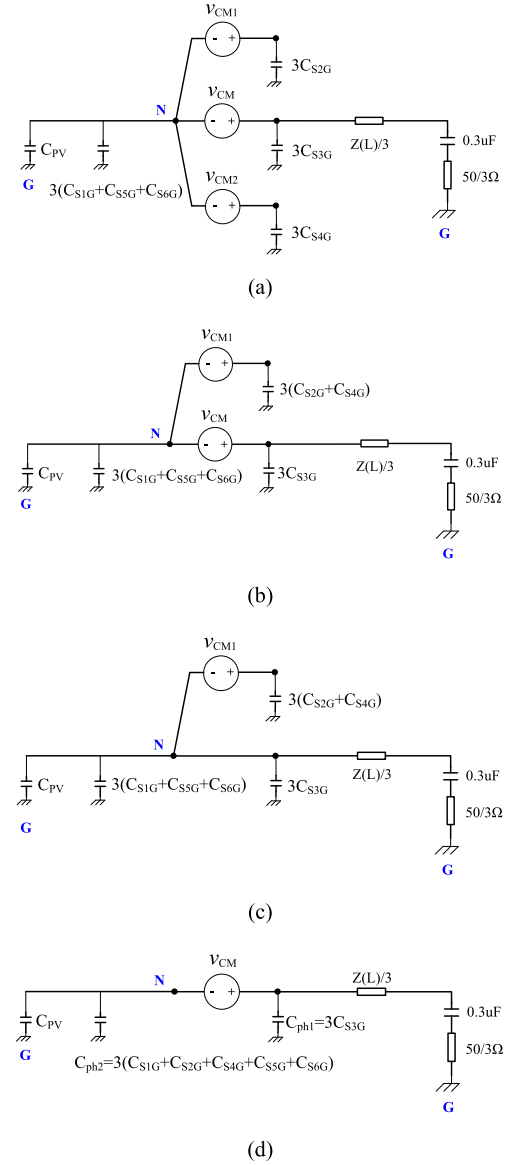 vCM1
- +
3CS2G
N
vCM
- +
3CS3G
Z(L)/3
0.3uF
50/3Ω
G
CPV
G
3(CS1G+CS5G+CS6G)
vCM2
- +
3CS4G
(a)
vCM1
- +
3(CS2G+CS4G)
N
vCM
- +
CPV
G
3(CS1G+CS5G+CS6G)
3CS3G
Z(L)/3
0.3uF
50/3Ω
G
(b)
vCM1
- +
3(CS2G+CS4G)
N
CPV
G
3(CS1G+CS5G+CS6G)
3CS3G
Z(L)/3
0.3uF
50/3Ω
G
(c)
N
vCM
- +
Z(L)/3
CPV
G
Cph1=3CS3G
0.3uF
50/3Ω
Cph2=3(CS1G+CS2G+CS4G+CS5G+CS6G)
G
(d)